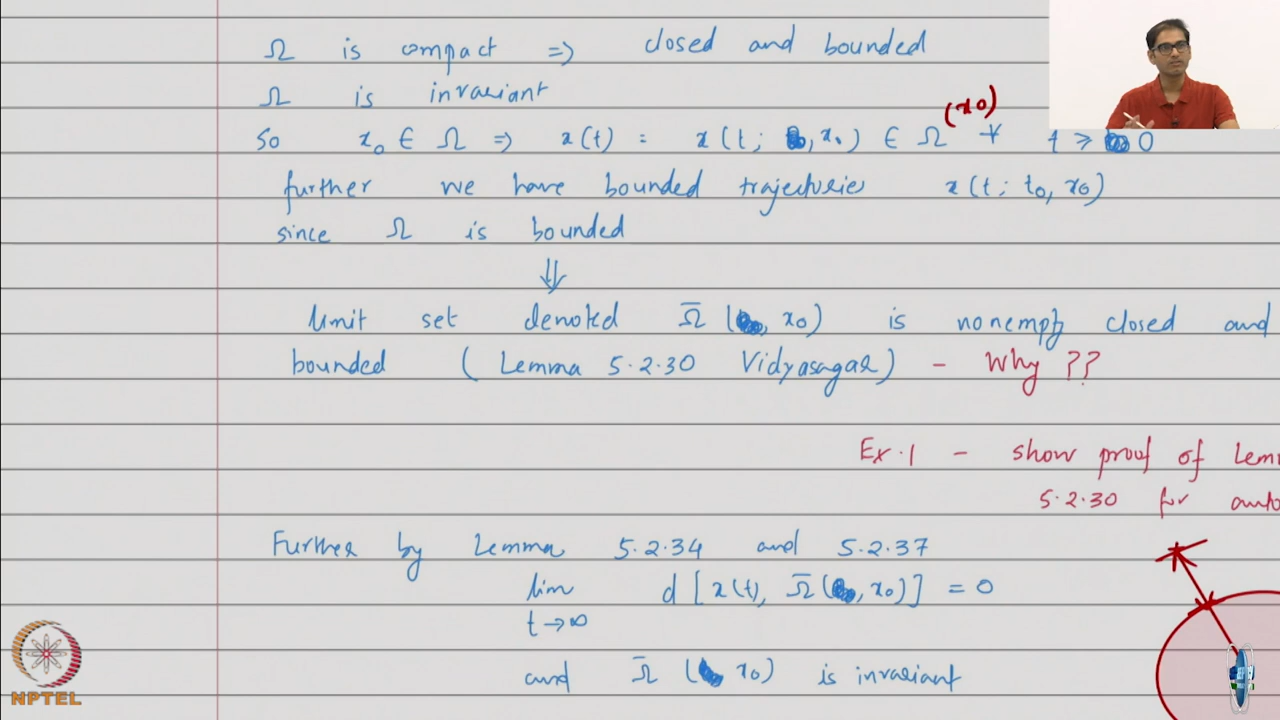 Ω is compact => closed and bounded
Ω is invariant
(x0)
So x0 ∈ Ω => x(t) = x(t; , x0) ∈ Ω ∀ t ≥ 0
further we have bounded trajectories x(t; t0, x0)
since Ω is bounded
⇓
limit set denoted Ω̄ ( , x0) is nonempty closed and
bounded ( Lemma 5.2.30 Vidyasagar) - Why ??
Ex.1 - show proof of Lem
5.2.30 for auto
Further by Lemma 5.2.34 and 5.2.37
lim d [x(t), Ω̄( , x0)] = 0
t→∞
and Ω̄ ( x0) is invariant
NPTEL